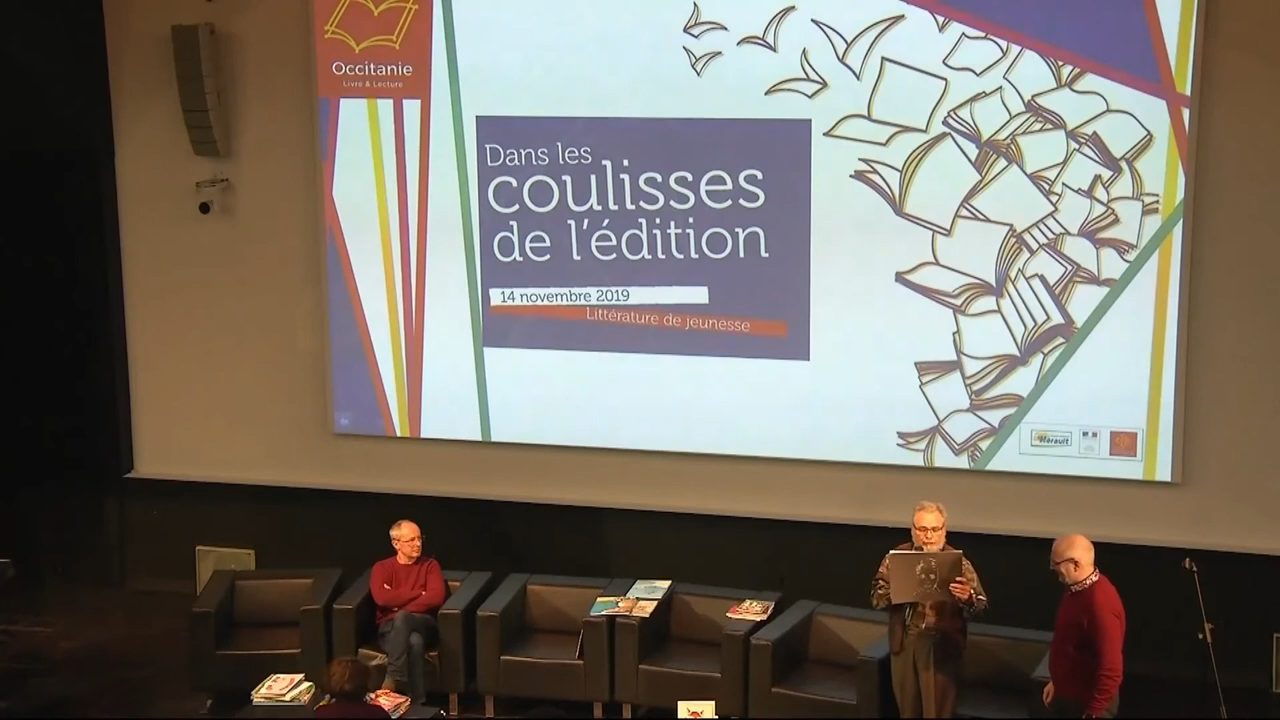 Occitanie
Livre & Lecture
Dans les
coulisses
de l'édition
14 novembre 2019
Littérature de jeunesse
Hérault